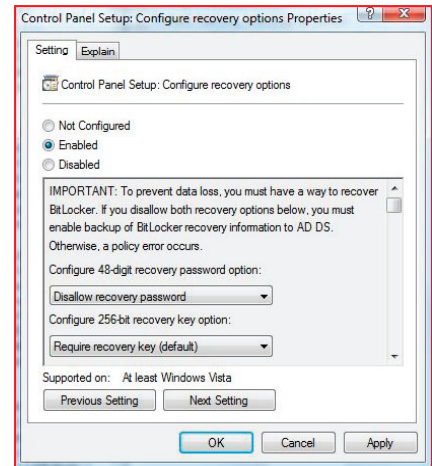 Control Panel Setup: Configure recovery options Properties
Setting Explain
Control Panel Setup: Configure recovery options
Not Configured
Enabled
Disabled
IMPORTANT: To prevent data loss, you must have a way to recover
BitLocker. If you disallow both recovery options below, you must
enable backup of BitLocker recovery information to AD DS.
Otherwise, a policy error occurs.
Configure 48-digit recovery password option:
Disallow recovery password
Configure 256-bit recovery key option:
Require recovery key (default)
Supported on: At least Windows Vista
Previous Setting Next Setting
OK Cancel Apply